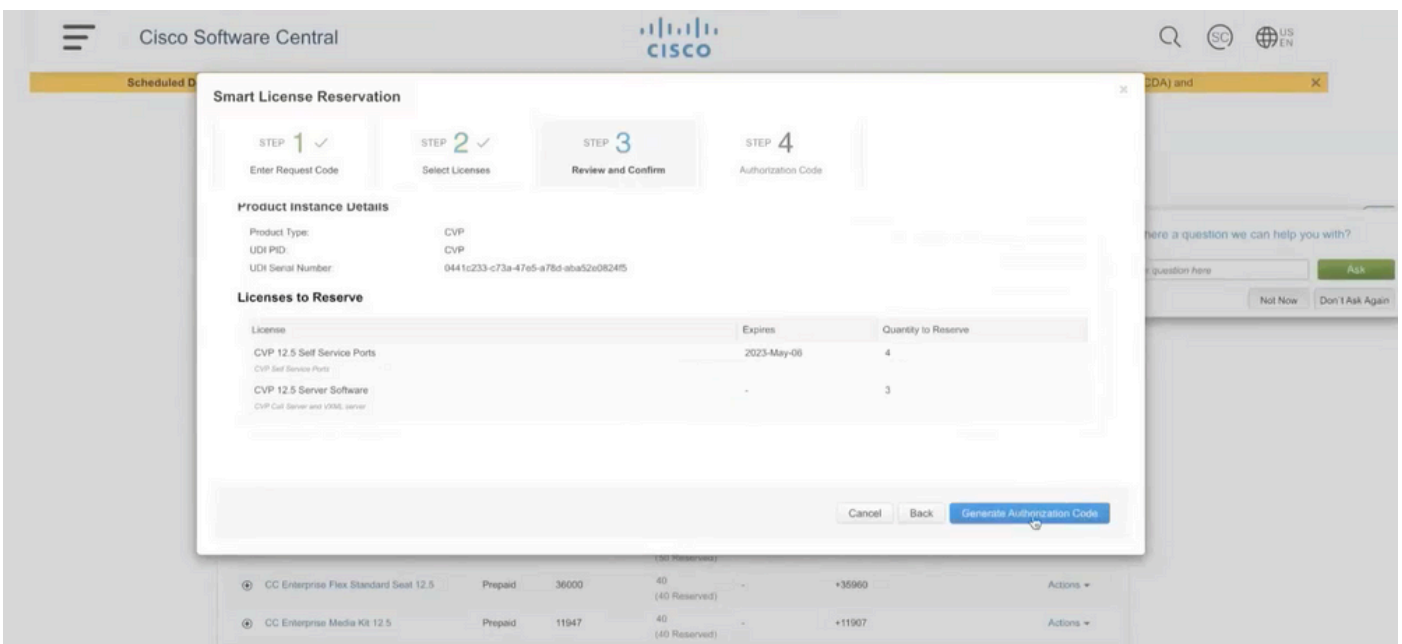 Cisco Software Central
CISCO
SC
US
EN
Scheduled D
CDA) and
Smart License Reservation
STEP 1
STEP 2
STEP 3
STEP 4
Enter Request Code
Select Licenses
Review and Confirm
Authorization Code
Product Instance Details
Product Type:
CVP
UDI PID:
CVP
UDI Serial Number:
0441c233-c73a-47e5-a78d-aba52e0824f5
Licenses to Reserve
License
Expires
Quantity to Reserve
CVP 12.5 Self Service Ports
2023-May-06
4
CVP Self Service Ports
CVP 12.5 Server Software
-
3
CVP Call Server and VXML server
Cancel
Back
Generate Authorization Code
here a question we can help you with?
question here
Ask
Not Now
Don't Ask Again
(50 Reserved)
CC Enterprise Flex Standard Seat 12.5
Prepaid
36000
40
(40 Reserved)
-
+35960
Actions
CC Enterprise Media Kit 12.5
Prepaid
11947
40
(40 Reserved)
-
+11907
Actions